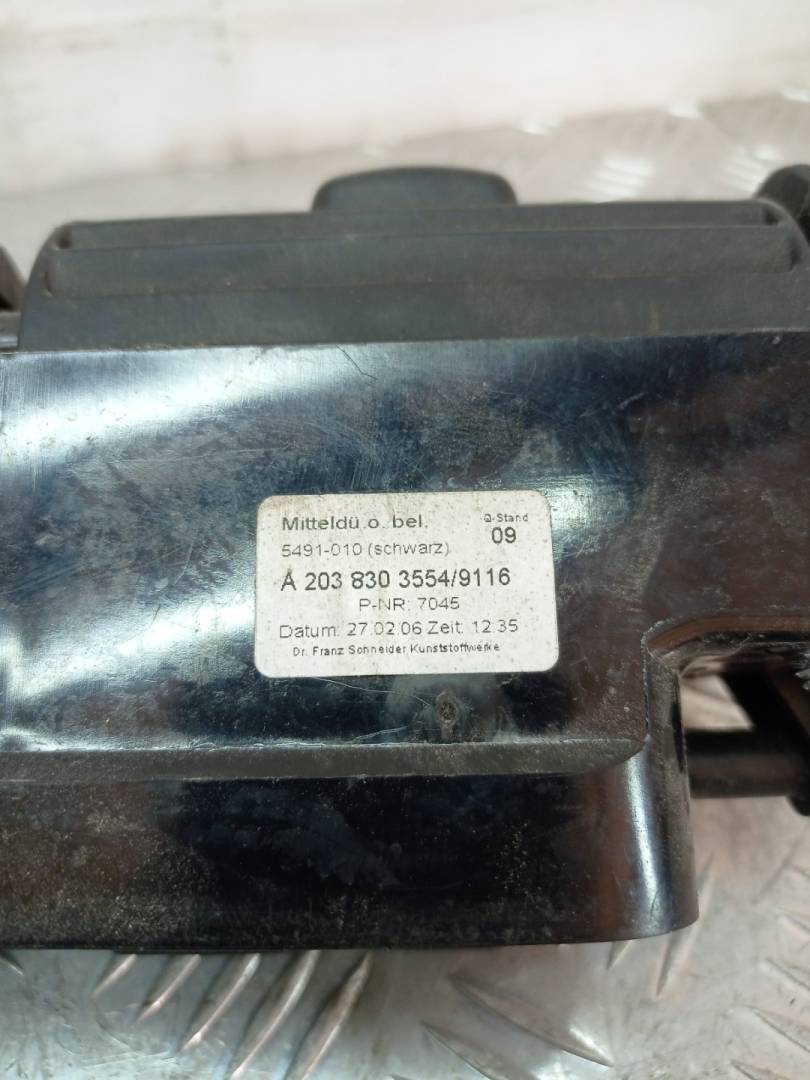 Mitteldü.o. bel.
Q-Stand
09
5491-010 (schwarz)
A 203 830 3554/9116
P-NR: 7045
Datum: 27.02.06 Zeit: 12:35
Dr. Franz Schneider Kunststoffwerke